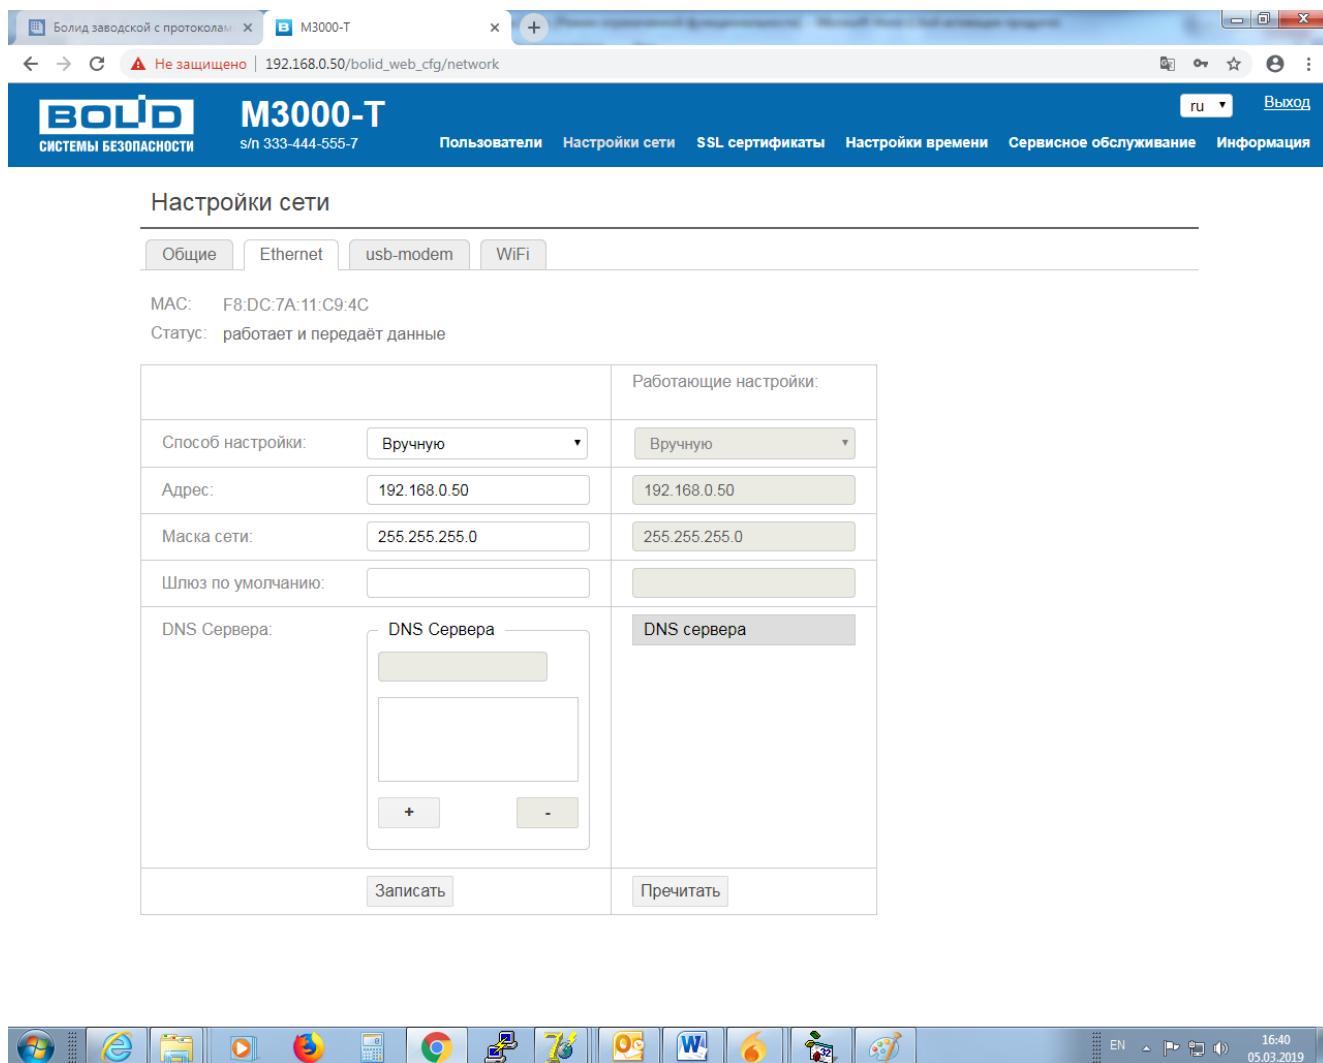 Болид заводской с протоколам
М3000-Т
Не защищено
192.168.0.50/bolid_web_cfg/network
BOLID
СИСТЕМЫ БЕЗОПАСНОСТИ
М3000-Т
s/n 333-444-555-7
ru
Выход
Пользователи Настройки сети SSL сертификаты Настройки времени Сервисное обслуживание Информация
Настройки сети
Общие Ethernet usb-modem WiFi
MAC: F8:DC:7A:11:C9:4C
Статус: работает и передаёт данные
Работающие настройки:
Способ настройки: Вручную Вручную
Адрес: 192.168.0.50 192.168.0.50
Маска сети: 255.255.255.0 255.255.255.0
Шлюз по умолчанию:
DNS Сервера: DNS Сервера DNS сервера
+ -
Записать Пречитать
EN
16:40
05.03.2019